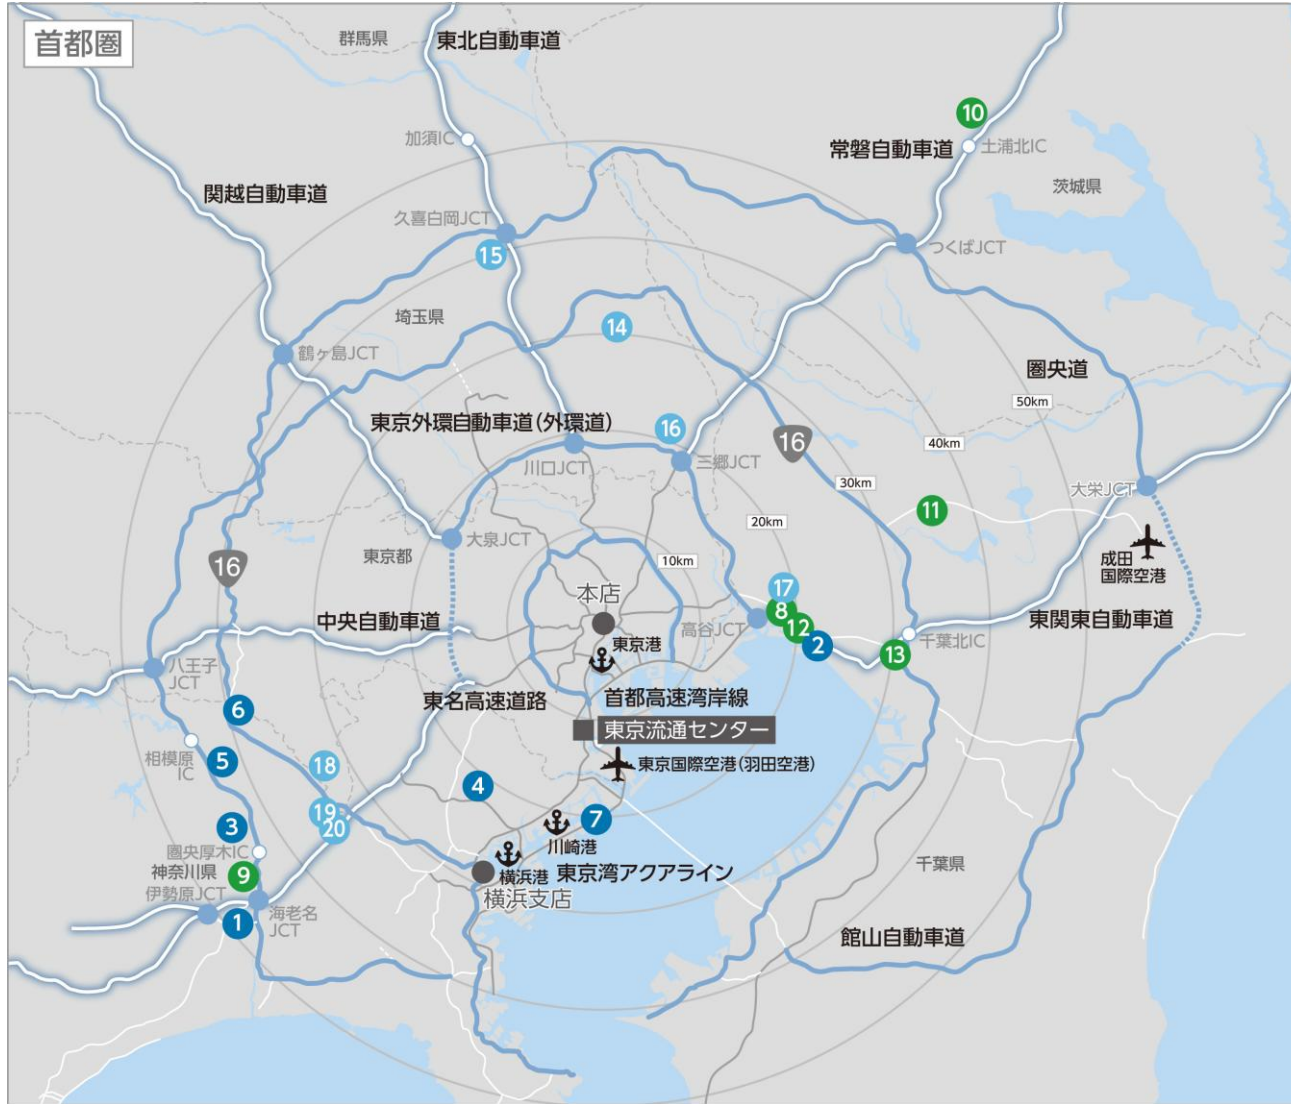 首都圏
群馬県
東北自動車道
10
加須IC
常磐自動車道
土浦北IC
茨城県
関越自動車道
久喜白岡JCT
つくばJCT
15
埼玉県
14
鶴ヶ島JCT
圏央道
50km
東京外環自動車道(外環道)
16
16
40km
川口JCT
三郷JCT
30km
大栄JCT
11
20km
大泉JCT
東京都
16
10km
成田
国際空港
本店
17
8
12
2
高谷JCT
中央自動車道
東京港
千葉北IC
東関東自動車道
13
八王子
JCT
東名高速道路
首都高速湾岸線
6
東京流通センター
相模原
IC
5
18
東京国際空港(羽田空港)
4
19
20
3
7
川崎港
圏央厚木IC
神奈川県
9
横浜港
東京湾アクアライン
千葉県
伊勢原JCT
横浜支店
1
海老名
JCT
館山自動車道